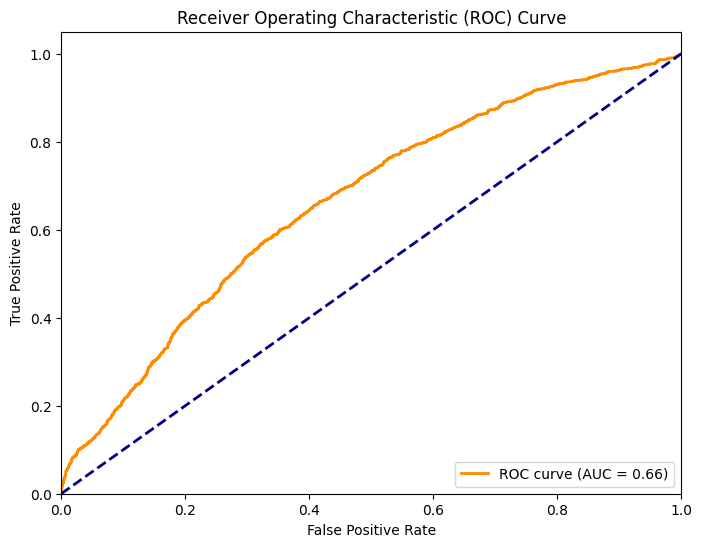 Receiver Operating Characteristic (ROC) Curve
1.0
0.8
0.6
0.4
0.2
0.0
True Positive Rate
ROC curve (AUC = 0.66)
0.0 0.2 0.4 0.6 0.8 1.0
False Positive Rate